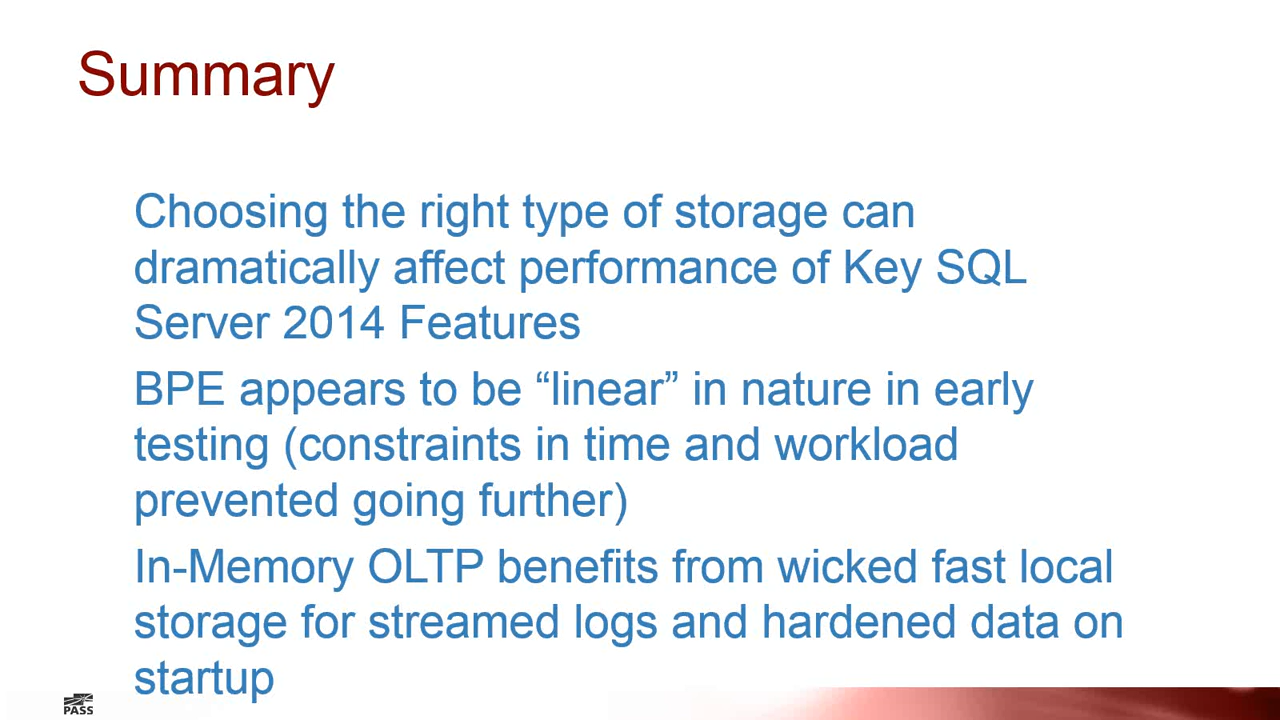 Summary
Choosing the right type of storage can
dramatically affect performance of Key SQL
Server 2014 Features
BPE appears to be “linear” in nature in early
testing (constraints in time and workload
prevented going further)
In-Memory OLTP benefits from wicked fast local
storage for streamed logs and hardened data on
startup
PASS